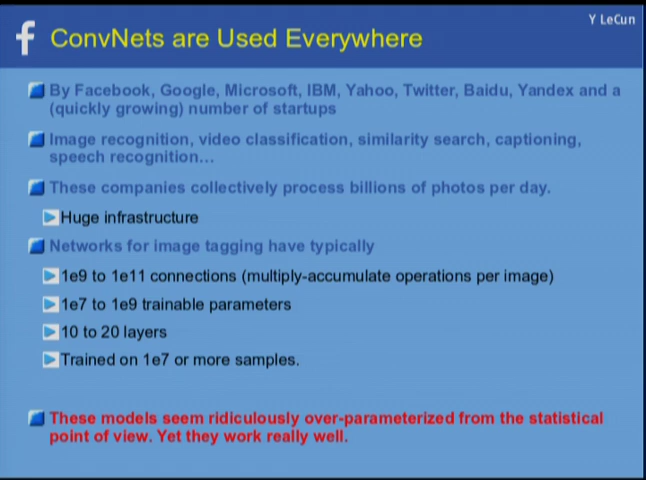 Y LeCun
f ConvNets are Used Everywhere
By Facebook, Google, Microsoft, IBM, Yahoo, Twitter, Baidu, Yandex and a
(quickly growing) number of startups
Image recognition, video classification, similarity search, captioning,
speech recognition...
These companies collectively process billions of photos per day.
Huge infrastructure
Networks for image tagging have typically
1e9 to 1e11 connections (multiply-accumulate operations per image)
1e7 to 1e9 trainable parameters
10 to 20 layers
Trained on 1e7 or more samples.
These models seem ridiculously over-parameterized from the statistical
point of view. Yet they work really well.